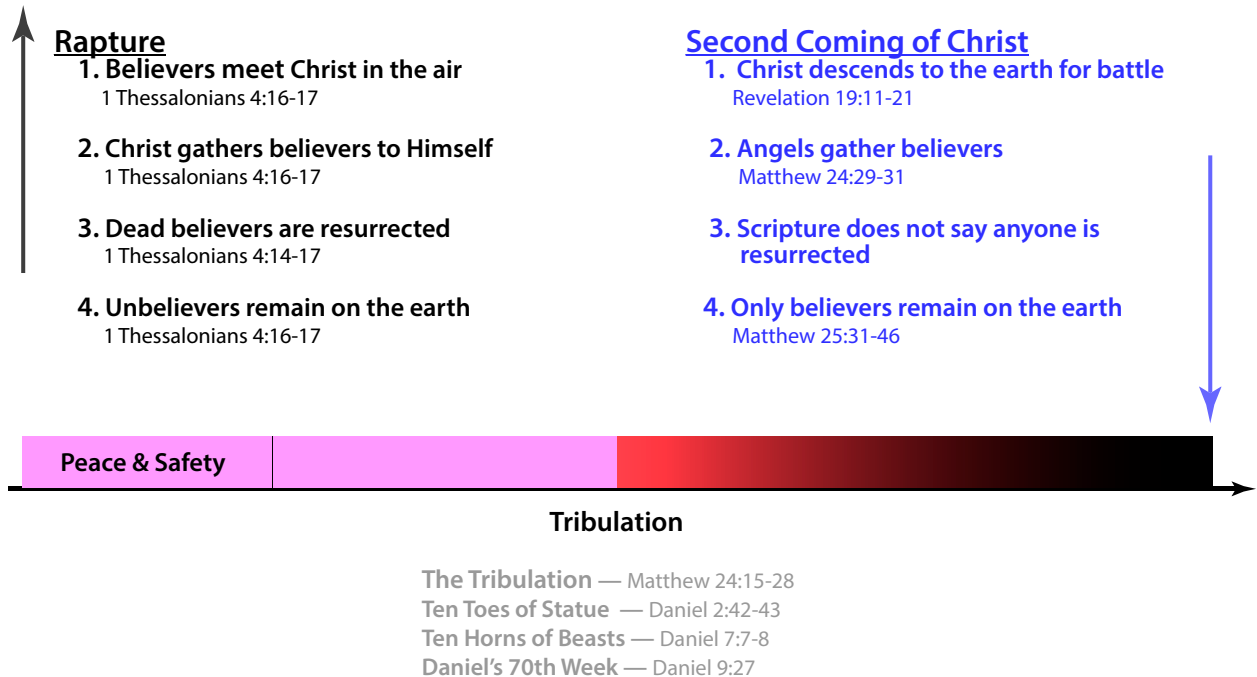 Rapture
1. Believers meet Christ in the air
1 Thessalonians 4:16-17
2. Christ gathers believers to Himself
1 Thessalonians 4:16-17
3. Dead believers are resurrected
1 Thessalonians 4:14-17
4. Unbelievers remain on the earth
1 Thessalonians 4:16-17
Second Coming of Christ
1. Christ descends to the earth for battle
Revelation 19:11-21
2. Angels gather believers
Matthew 24:29-31
3. Scripture does not say anyone is
resurrected
4. Only believers remain on the earth
Matthew 25:31-46
Peace & Safety
Tribulation
The Tribulation — Matthew 24:15-28
Ten Toes of Statue — Daniel 2:42-43
Ten Horns of Beasts — Daniel 7:7-8
Daniel’s 70th Week — Daniel 9:27